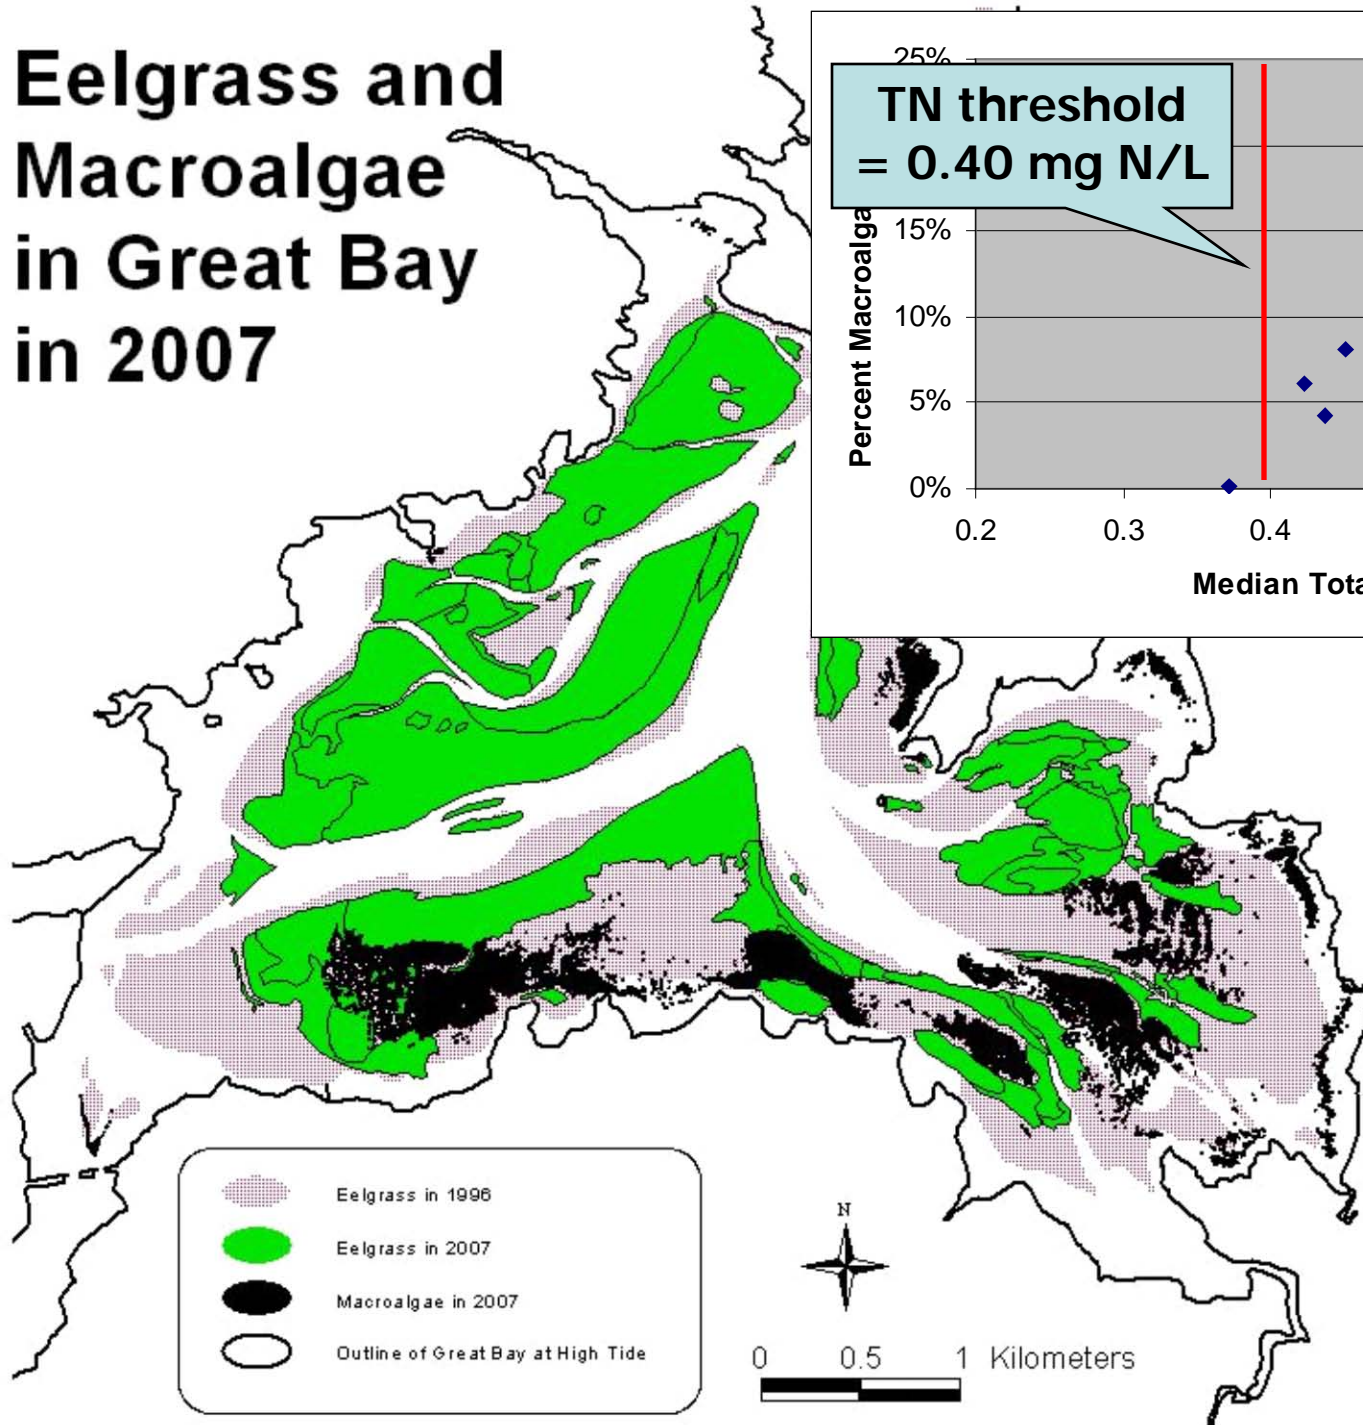 Eelgrass and
Macroalgae
in Great Bay
in 2007
25%
TN threshold
= 0.40 mg N/L
15%
10%
5%
0%
Percent Macroalga
0.2
0.3
0.4
Median Tota
Eelgrass in 1996
Eelgrass in 2007
Macroalgae in 2007
Outline of Great Bay at High Tide
N
0 0.5 1 Kilometers